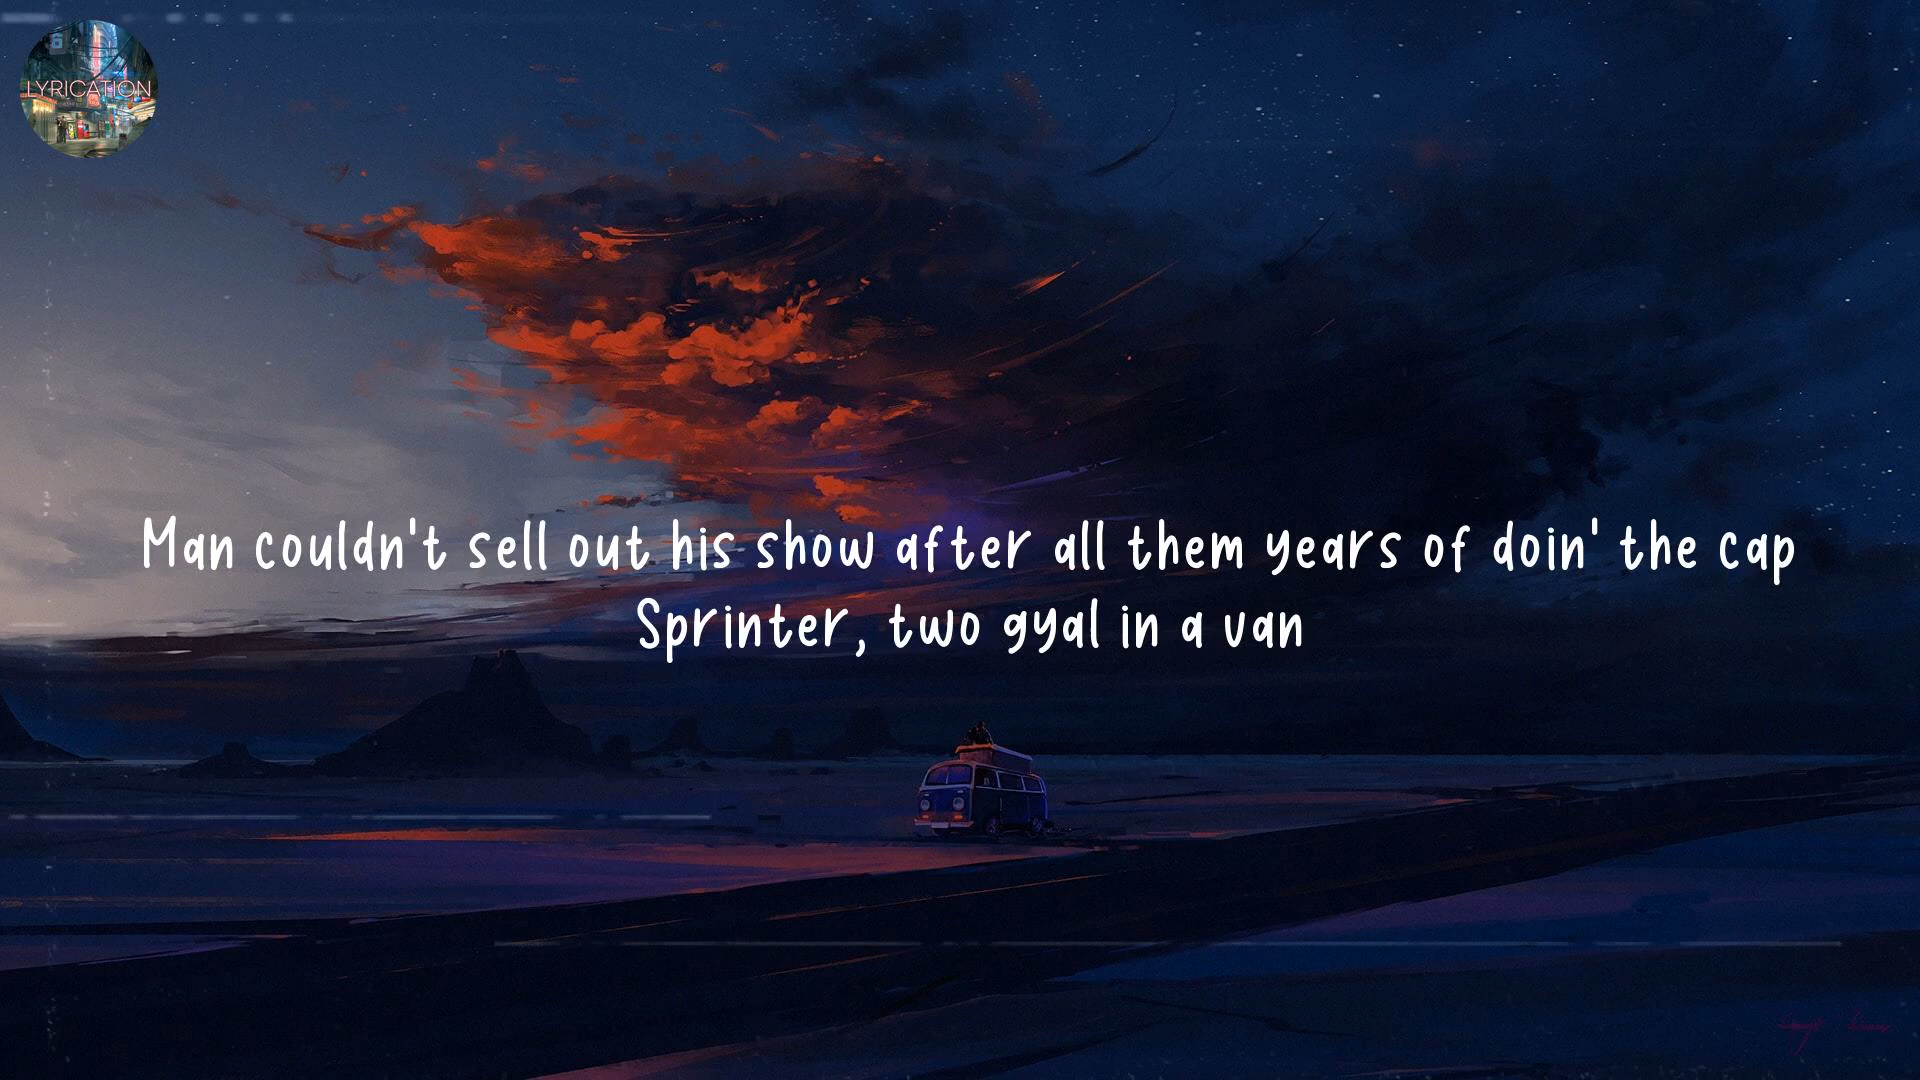 LYRICATION
Man couldn't sell out his show after all them years of doin' the cap
Sprinter, two gyal in a van